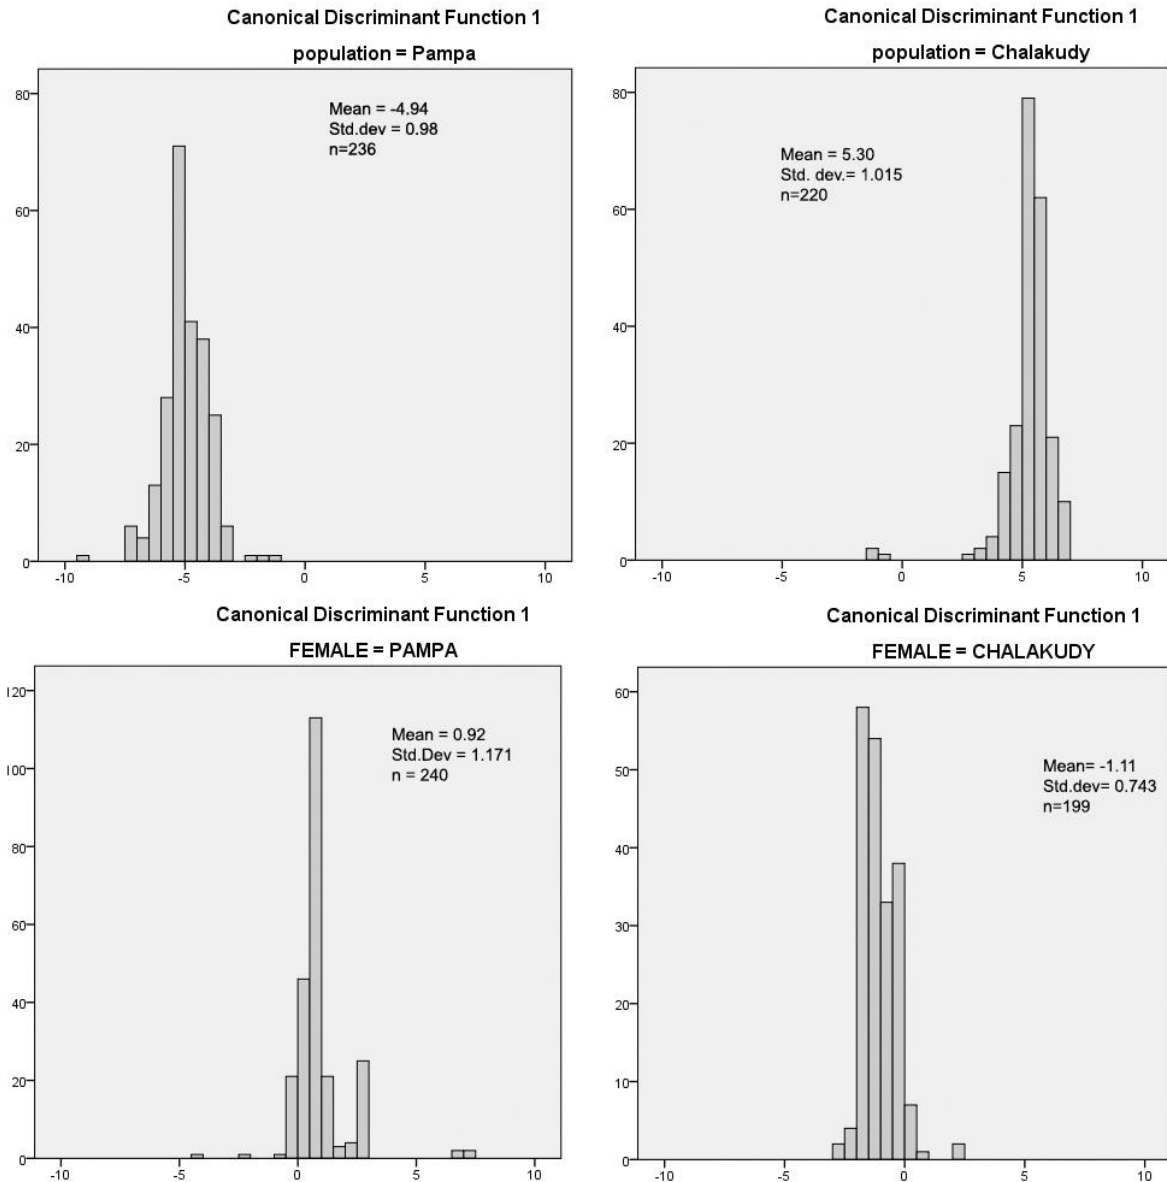 Canonical Discriminant Function 1
population = Pampa
80
60
40
20
0
Mean = -4.94
Std.dev = 0.98
n=236
-10
-5
0
5
10
Canonical Discriminant Function 1
population = Chalakudy
80
60
40
20
0
Mean = 5.30
Std. dev.= 1.015
n=220
-10
-5
0
5
10
Canonical Discriminant Function 1
FEMALE = PAMPA
120
100
80
60
40
20
0
Mean = 0.92
Std.Dev = 1.171
n = 240
-10
-5
0
5
10
Canonical Discriminant Function 1
FEMALE = CHALAKUDY
60
50
40
30
20
10
0
Mean= -1.11
Std.dev= 0.743
n=199
-10
-5
0
5
10